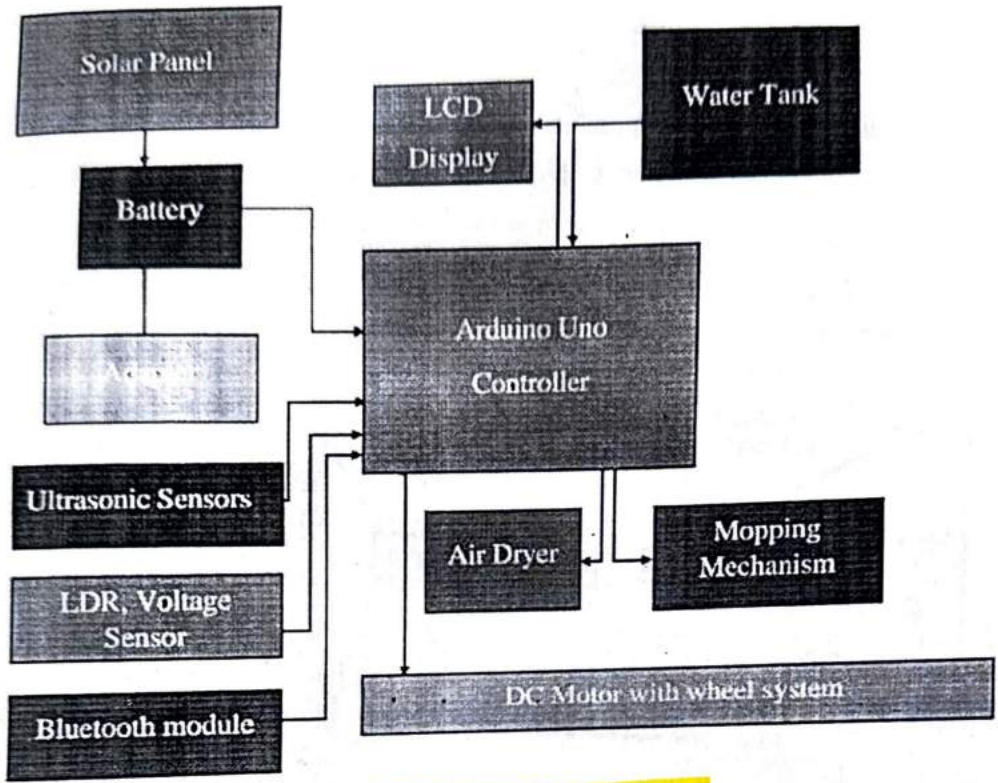 Solar Panel
LCD
Display
Water Tank
Battery
Arduino Uno
Controller
Ultrasonic Sensors
Air Dryer
Mopping
Mechanism
LDR, Voltage
Sensor
DC Motor with wheel system
Bluetooth module